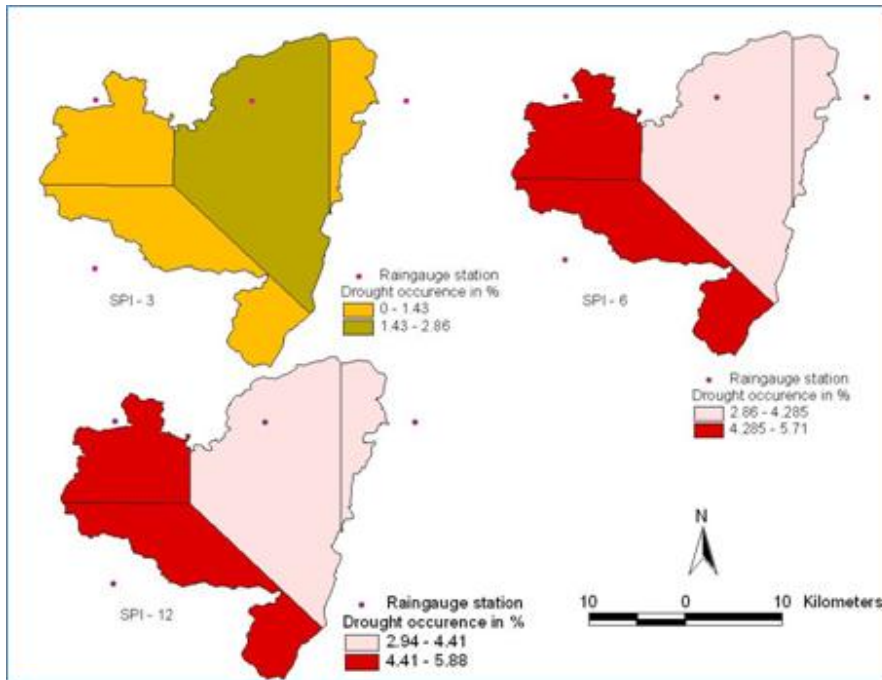 Raingauge station
Drought occurence in %
SPI - 3
0 - 1.43
1.43 - 2.86
Raingauge station
Drought occurence in %
SPI - 6
2.86 - 4.285
4.285 - 5.71
Raingauge station
Drought occurence in %
SPI - 12
2.94 - 4.41
4.41 - 5.88
N
10 0 10 Kilometers